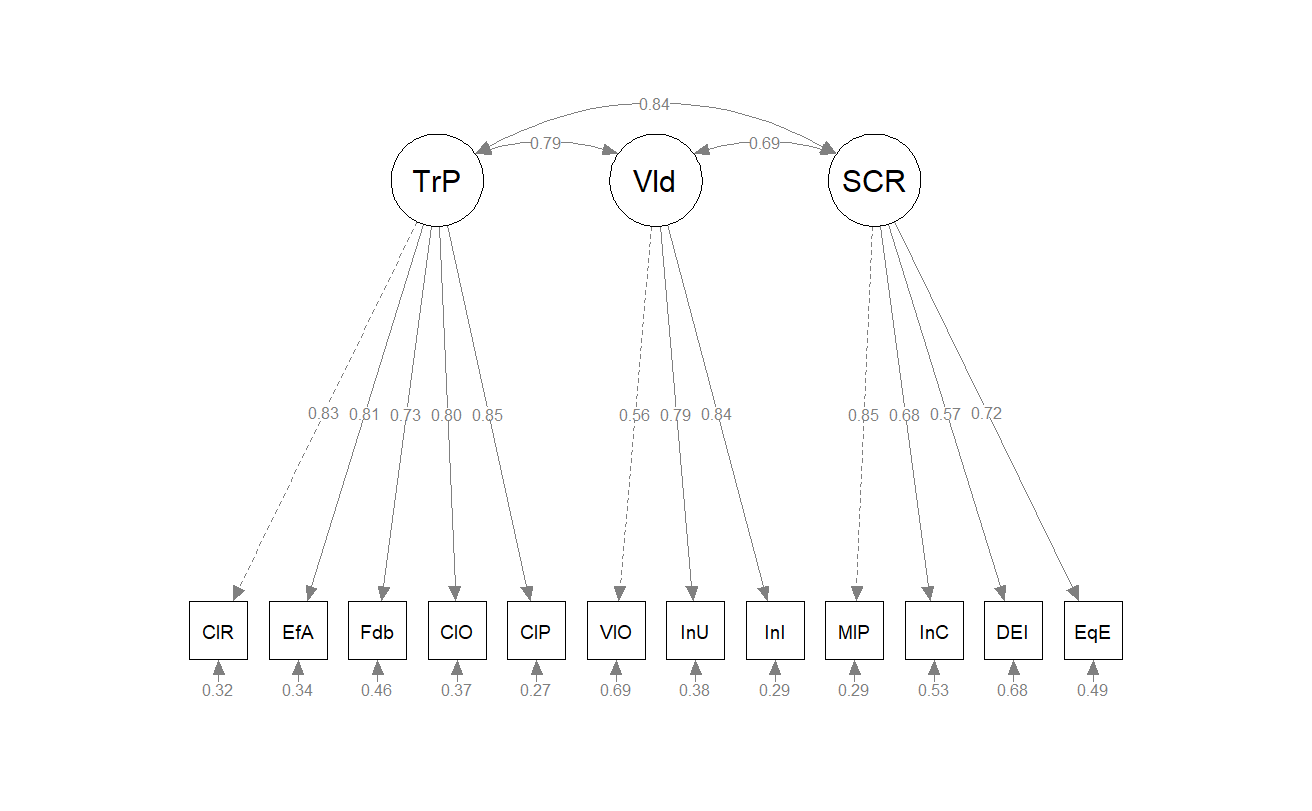 0.84
0.79 0.69
TrP Vld SCR
0.83 0.81 0.73 0.80 0.85 0.56 0.79 0.84 0.85 0.68 0.57 0.72
ClR EfA Fdb ClO ClP VlO InU InI MIP InC DEI EqE
0.32 0.34 0.46 0.37 0.27 0.69 0.38 0.29 0.29 0.53 0.68 0.49